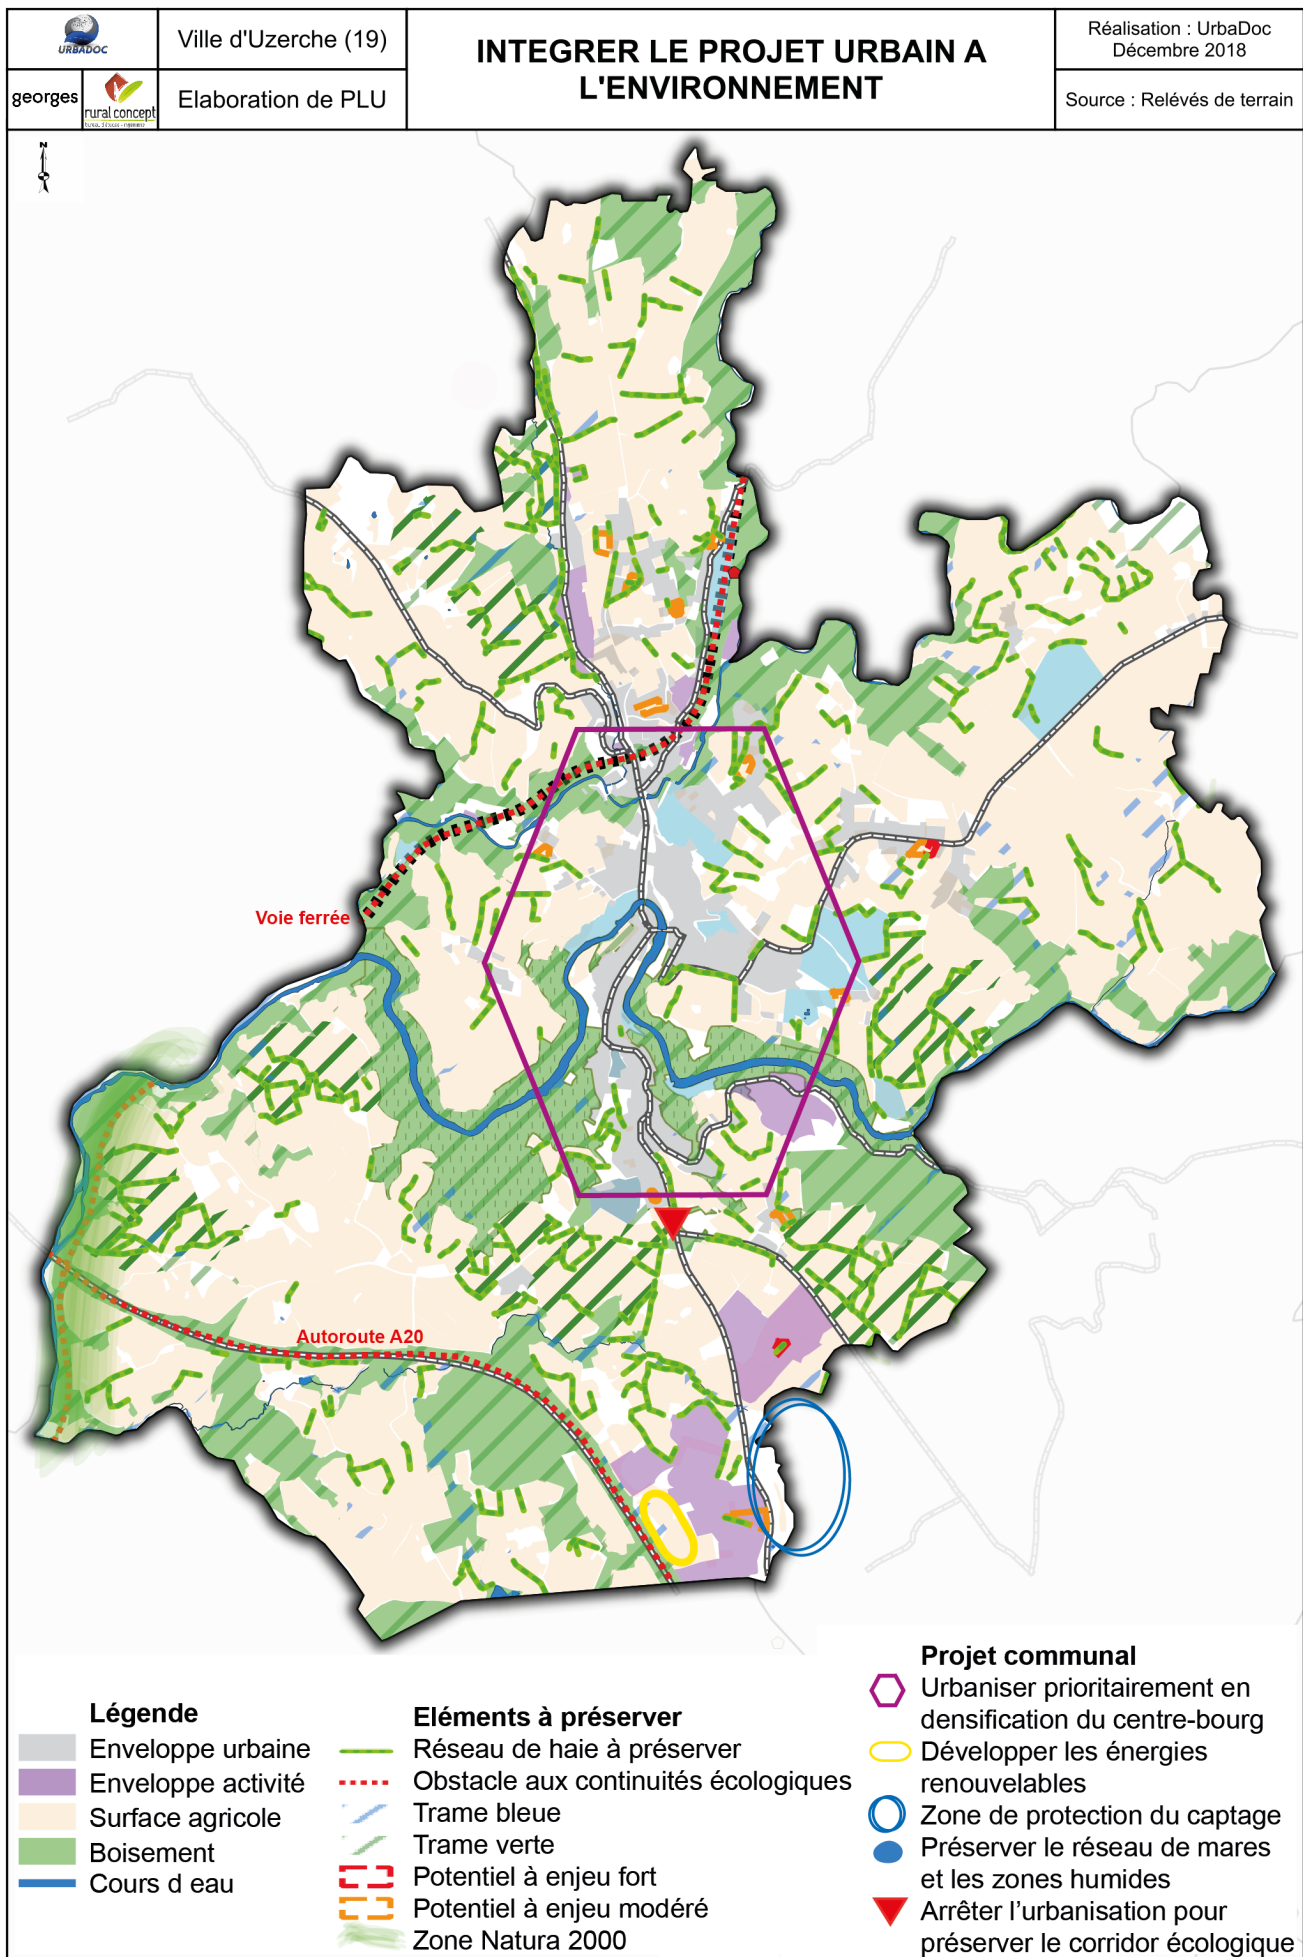 URBADOC
Ville d'Uzerche (19)
georges
rural concept
Elaboration de PLU
INTEGRER LE PROJET URBAIN A
L'ENVIRONNEMENT
Réalisation : UrbaDoc
Décembre 2018
Source : Relévés de terrain
N
Voie ferrée
Autoroute A20
Légende
Enveloppe urbaine
Enveloppe activité
Surface agricole
Boisement
Cours d eau
Eléments à préserver
Réseau de haie à préserver
Obstacle aux continuités écologiques
Trame bleue
Trame verte
Potentiel à enjeu fort
Potentiel à enjeu modéré
Zone Natura 2000
Projet communal
Urbaniser prioritairement en
densification du centre-bourg
Développer les énergies
renouvelables
Zone de protection du captage
Préserver le réseau de mares
et les zones humides
Arrêter l’urbanisation pour
préserver le corridor écologique